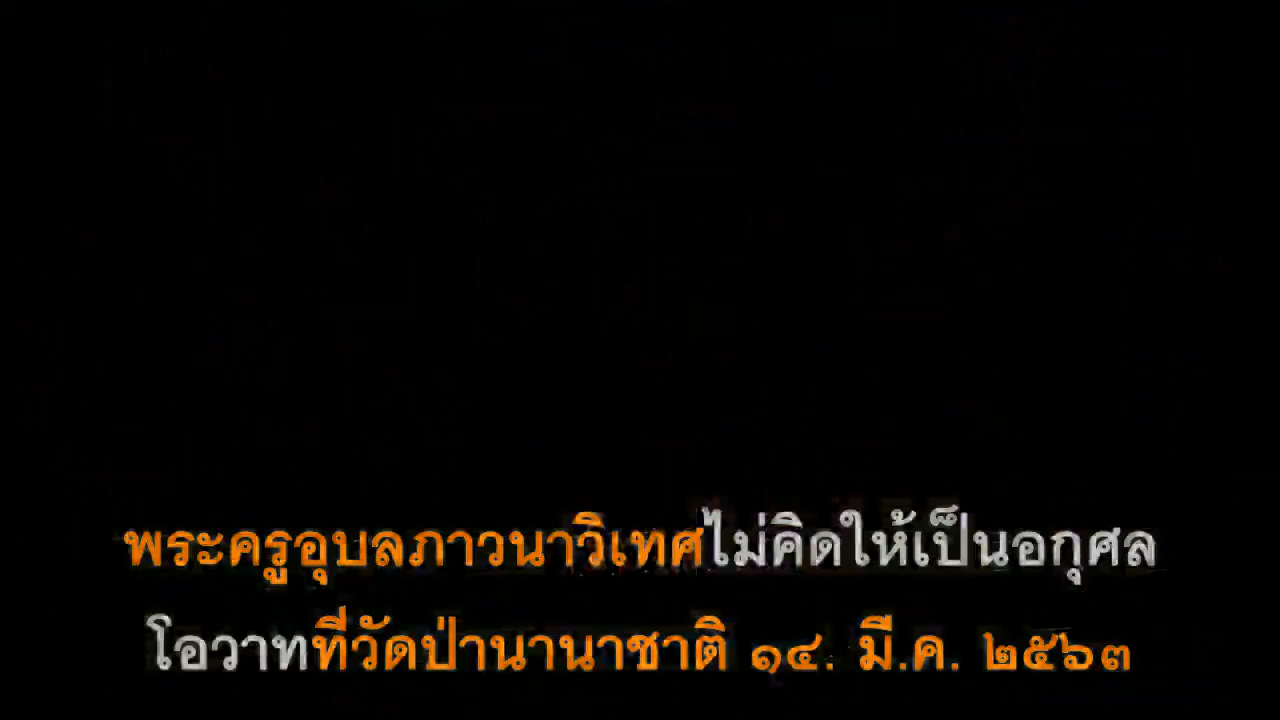 พระครูอุบลภาวนาวิเทศไม่คิดให้เป็นอกุศล
โอวาทที่วัดป่านานาชาติ ๑๔. มี.ค. ๒๕๖๓